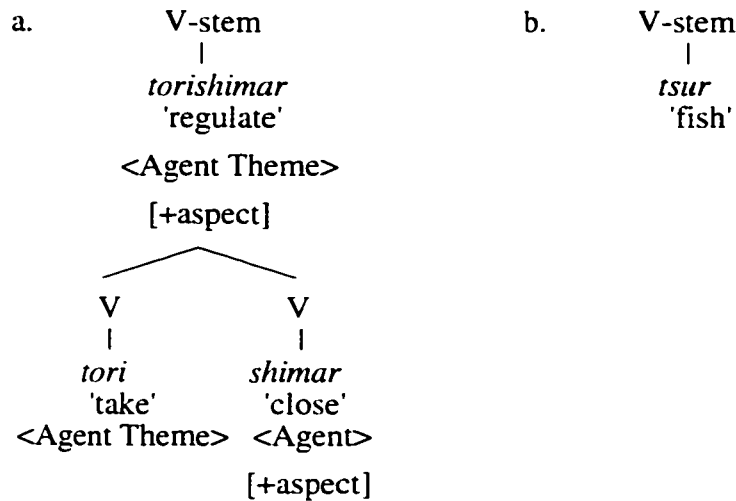 a. V-stem b. V-stem
torishimar tsur
'regulate' 'fish'
<Agent Theme>
[+aspect]
V V
tori shimar
'take' 'close'
<Agent Theme> <Agent>
[+aspect]